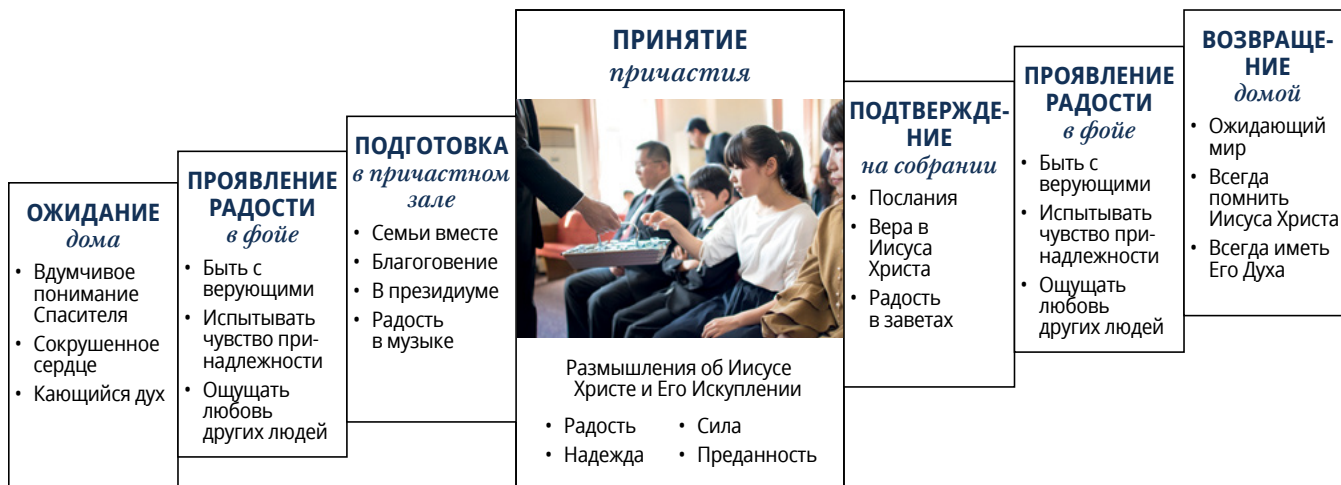 ОЖИДАНИЕ
дома
• Вдумчивое
понимание
Спасителя
• Сокрушенное
сердце
• Кающийся дух
ПРОЯВЛЕНИЕ
РАДОСТИ
в фойе
• Быть с
верующими
• Испытывать
чувство при-
надлежности
• Ощущать
любовь
других людей
ПОДГОТОВКА
в причастном
зале
• Семьи вместе
• Благоговение
• В президиуме
• Радость
в музыке
ПРИНЯТИЕ
причастия
Размышления об Иисусе
Христе и Его Искуплении
• Радость
• Надежда
• Сила
• Преданность
ПОДТВЕРЖДЕ-
НИЕ
на собрании
• Послания
• Вера в
Иисуса
Христа
• Радость
в заветах
ПРОЯВЛЕНИЕ
РАДОСТИ
в фойе
• Быть с
верующими
• Испытывать
чувство при-
надлежности
• Ощущать
любовь
других людей
ВОЗВРАЩЕ-
НИЕ
домой
• Ожидающий
мир
• Всегда
помнить
Иисуса Христа
• Всегда иметь
Его Духа